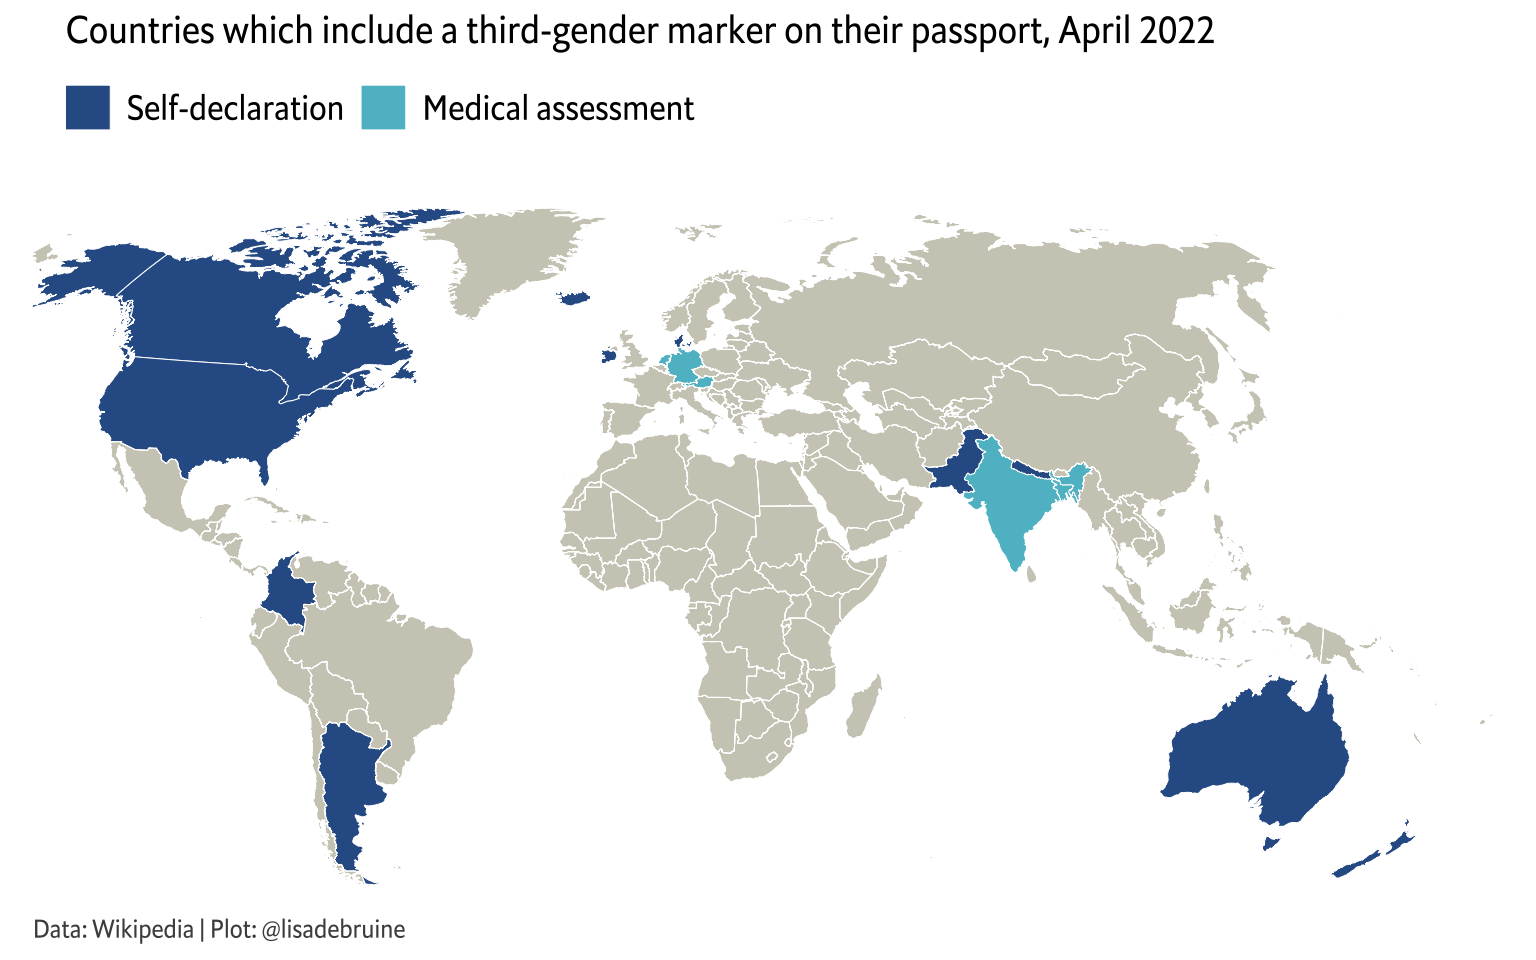 Countries which include a third-gender marker on their passport, April 2022
Self-declaration Medical assessment
Data: Wikipedia | Plot: @lisadebruine